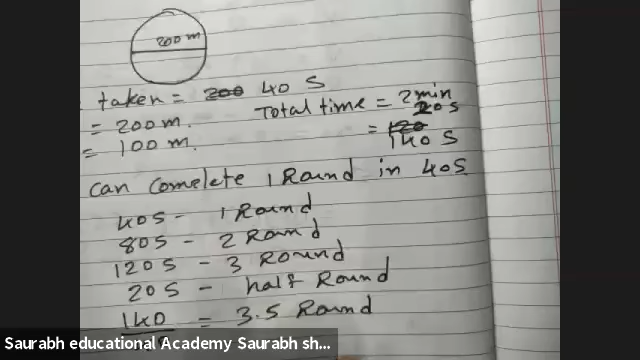 200 m
taken = 200 40 S
Total time = 2 min 20 S
= 200 m.
= 120 140 S
= 100 m.
can comelete 1 Round in 40S.
40S - 1 Round
80S - 2 Round
120S - 3 Round
20S - half Round
140 = 3.5 Round
Saurabh educational Academy Saurabh sh...